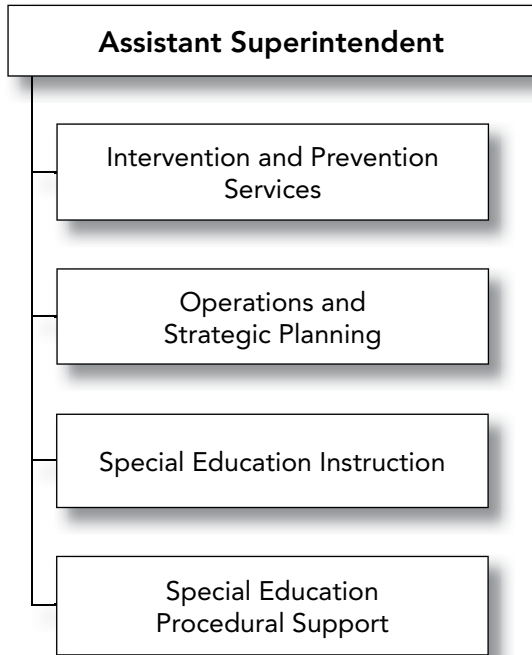 Assistant Superintendent
Intervention and Prevention
Services
Operations and
Strategic Planning
Special Education Instruction
Special Education
Procedural Support